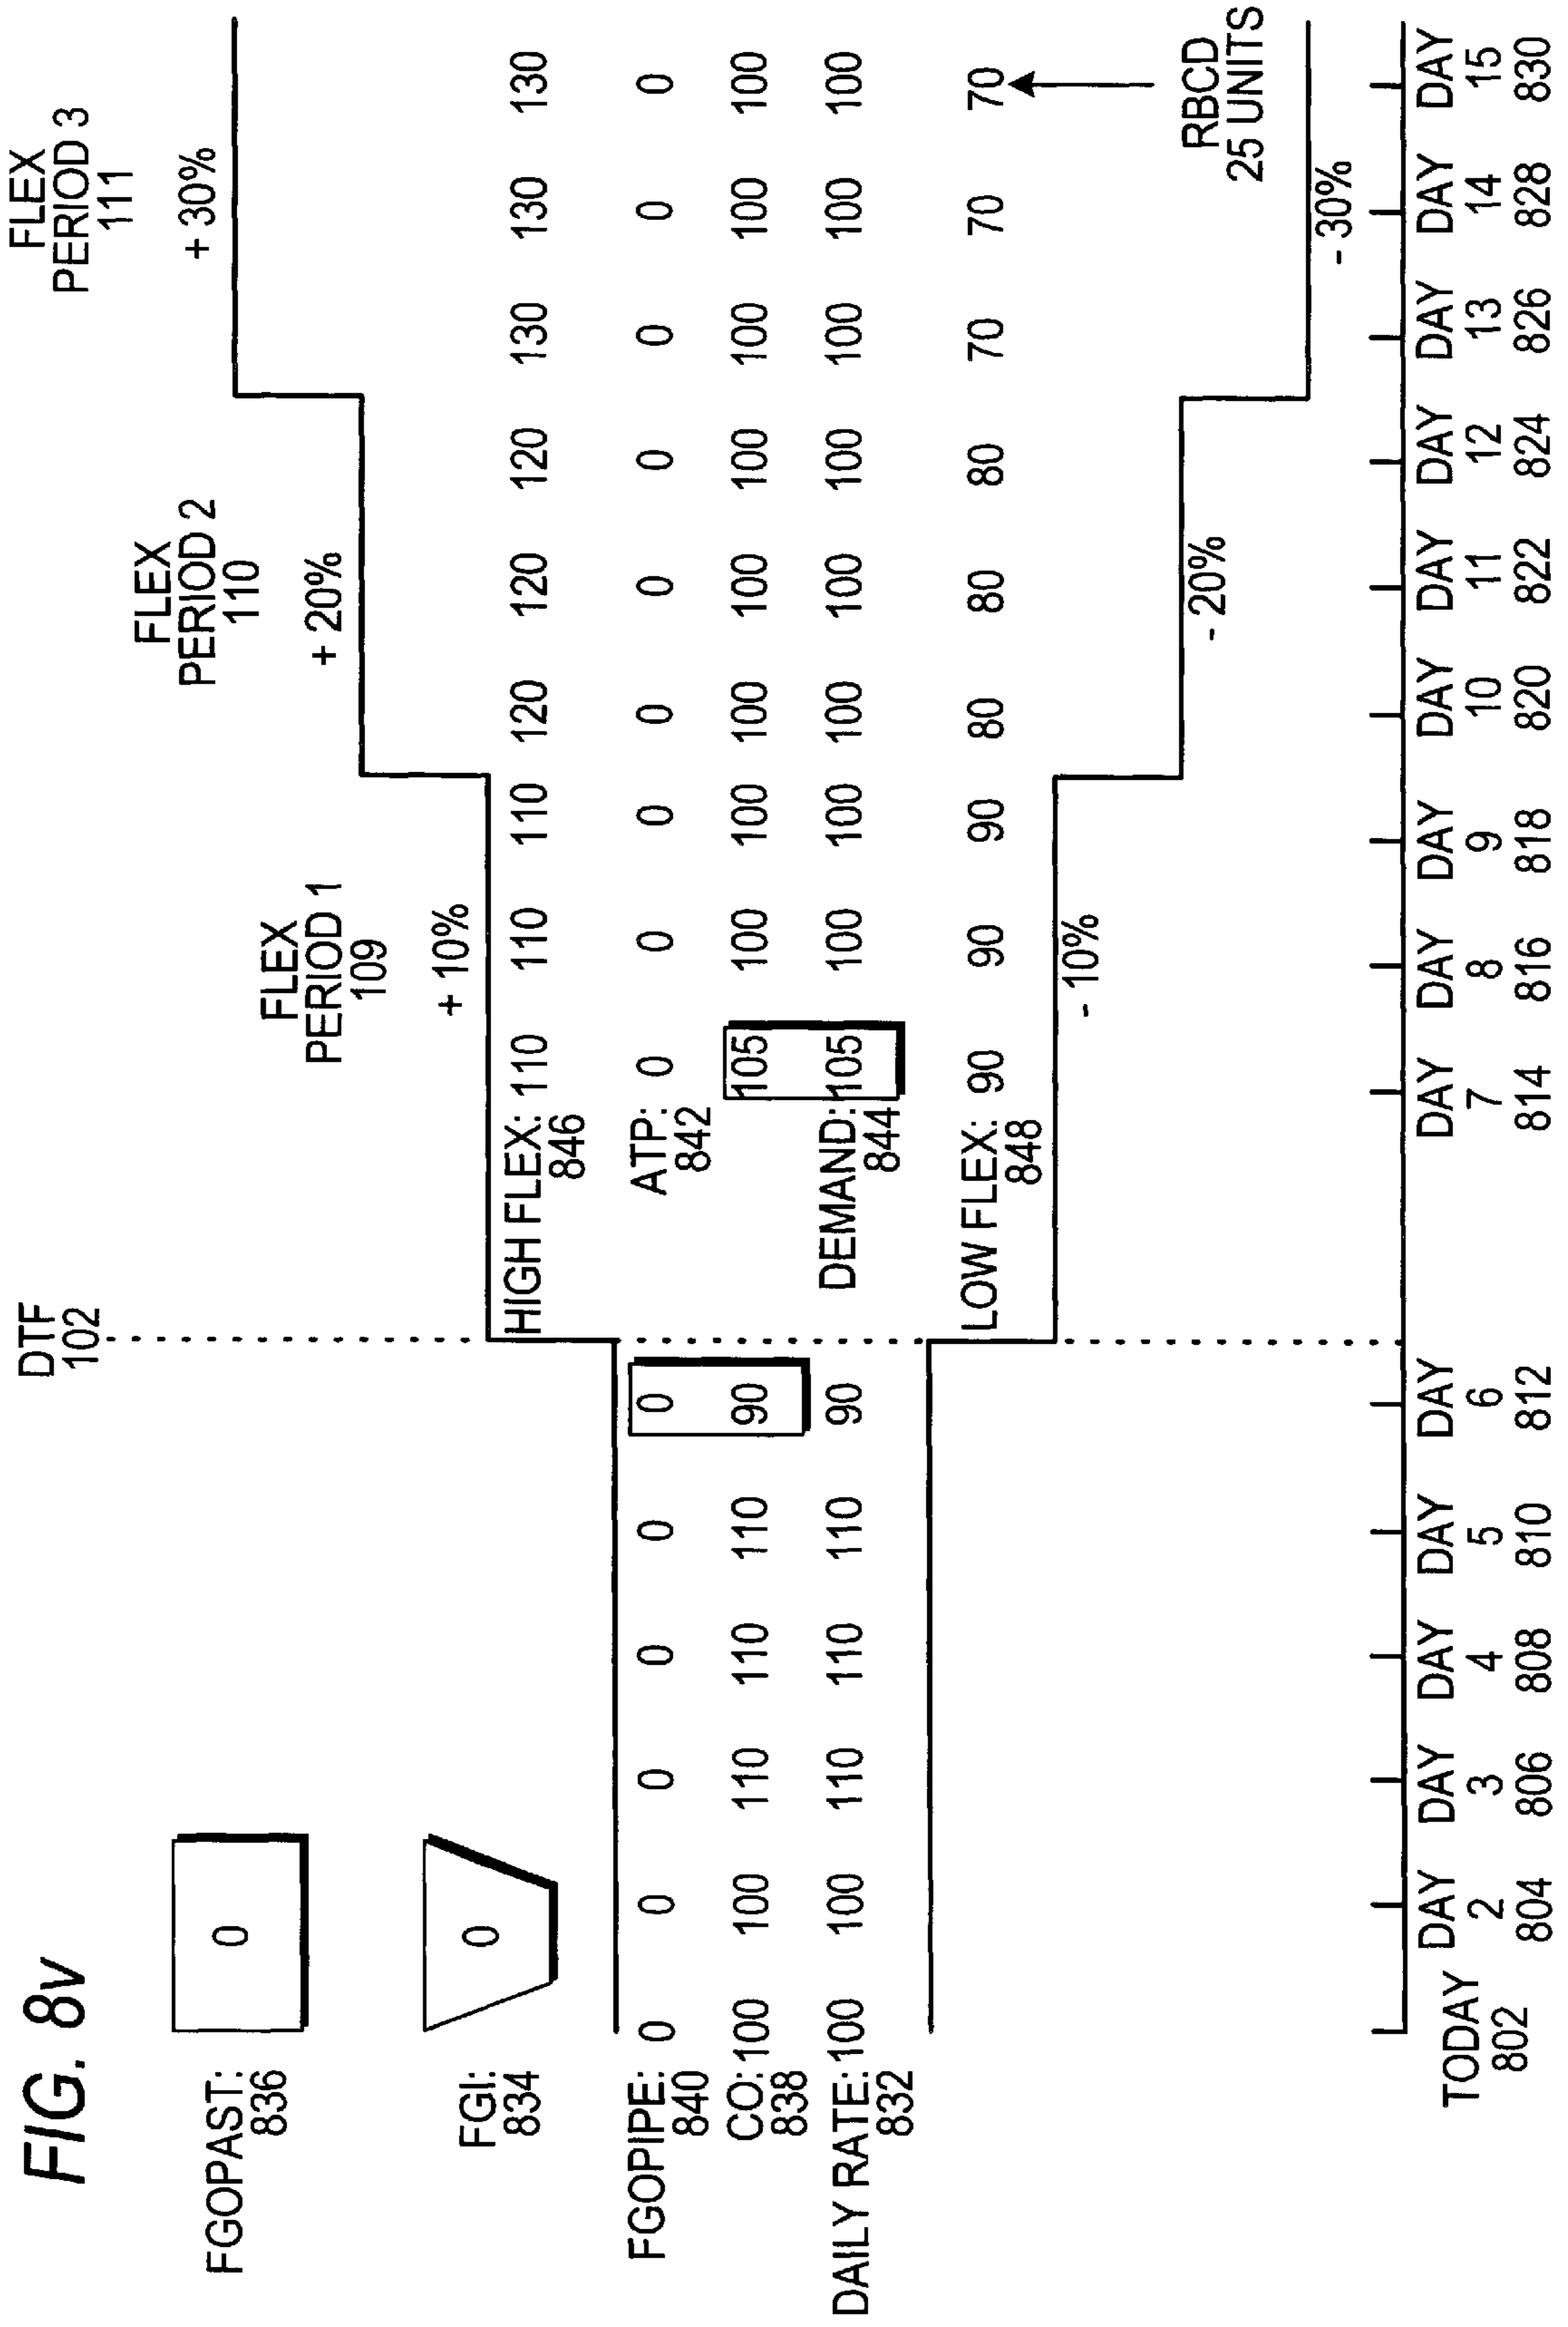 FIG. 8v
FGOPAST:
836
0
FGI:
834
0
DTF
102
FLEX
PERIOD 1
109
+ 10%
FLEX
PERIOD 2
110
+ 20%
FLEX
PERIOD 3
111
+ 30%
HIGH FLEX: 110 110 110 120 120 120 130 130 130
846
FGOPIPE: 0 0 0 0 0 0
840
ATP: 0 0 0 0 0 0 0 0 0
842
CO: 100 100 110 110 110 90 105 100 100 100 100 100 100 100 100
838
DAILY RATE: 100 100 110 110 110 90
832
DEMAND: 105 100 100 100 100 100 100 100 100
844
LOW FLEX: 90 90 90 80 80 80 70 70 70
848
- 10%
- 20%
- 30%
RBCD
25 UNITS
TODAY
802
DAY
2
804
DAY
3
806
DAY
4
808
DAY
5
810
DAY
6
812
DAY
7
814
DAY
8
816
DAY
9
818
DAY
10
820
DAY
11
822
DAY
12
824
DAY
13
826
DAY
14
828
DAY
15
830